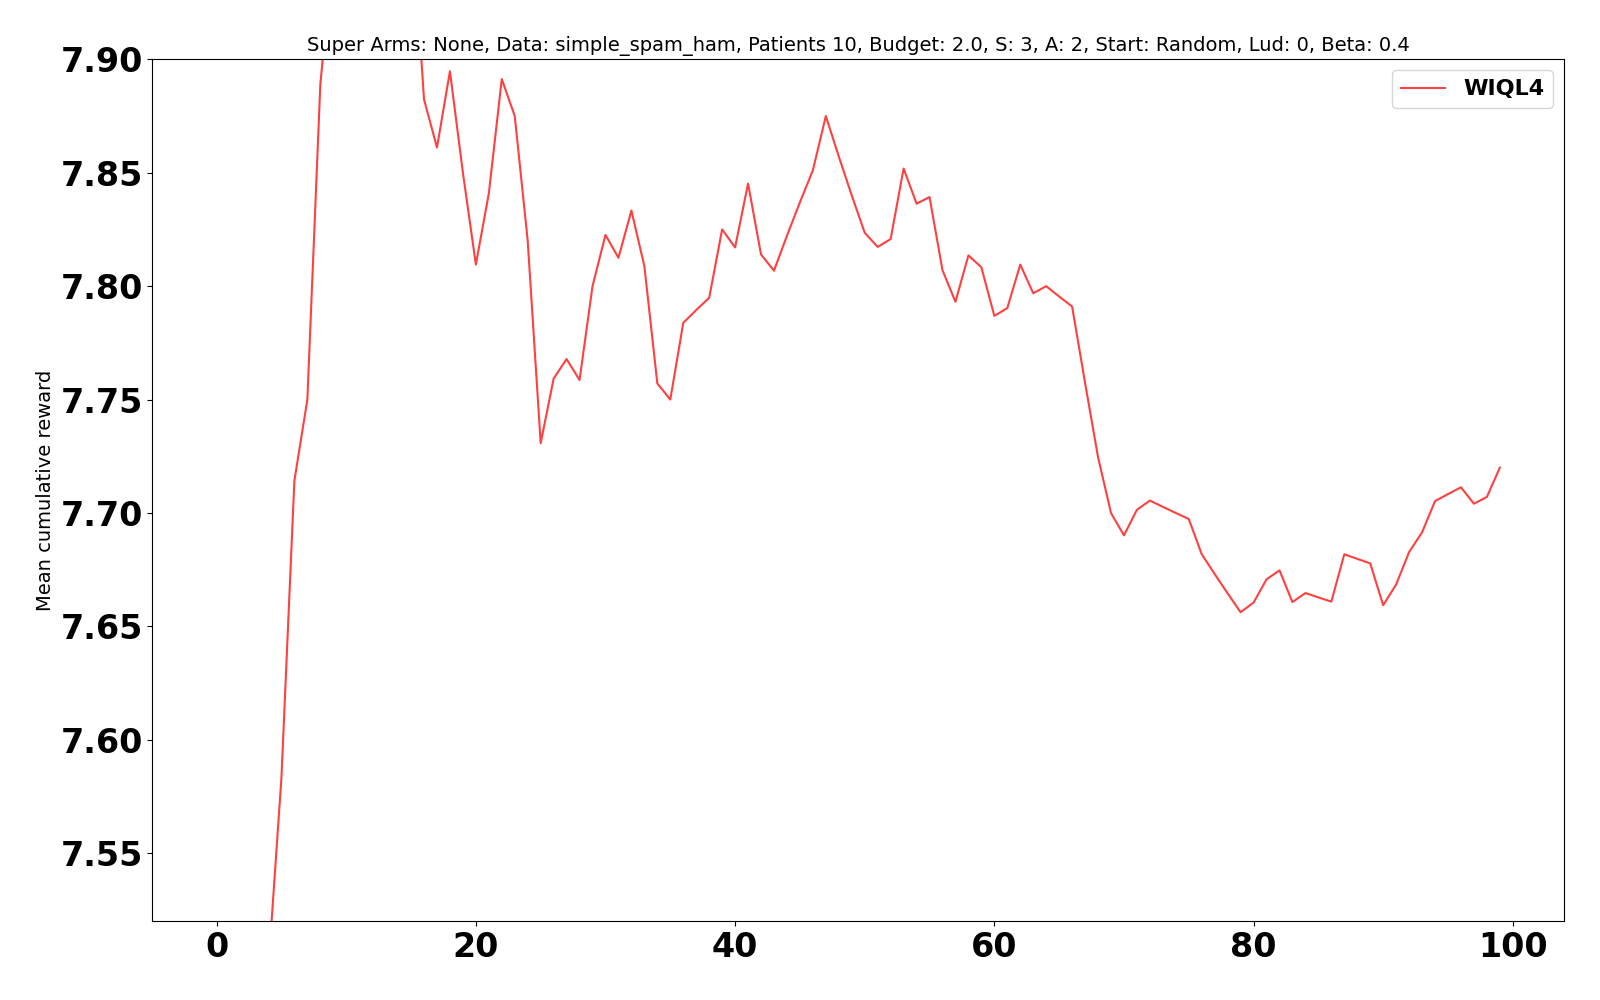 Super Arms: None, Data: simple_spam_ham, Patients 10, Budget: 2.0, S: 3, A: 2, Start: Random, Lud: 0, Beta: 0.4
WIQL4
Mean cumulative reward
7.90
7.85
7.80
7.75
7.70
7.65
7.60
7.55
0 20 40 60 80 100